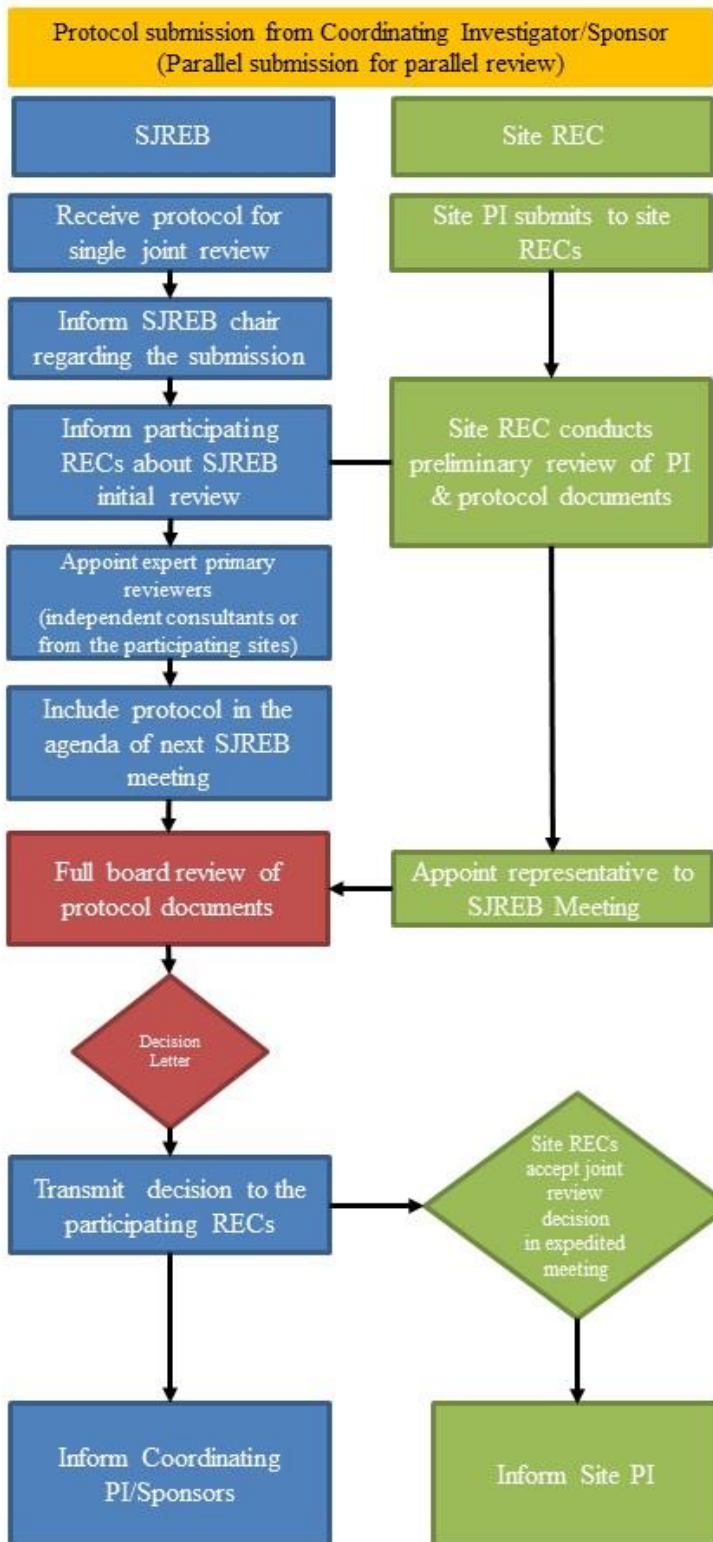 Protocol submission from Coordinating Investigator/Sponsor
(Parallel submission for parallel review)
SJREB
Site REC
Receive protocol for
single joint review
Site PI submits to site
RECs
Inform SJREB chair
regarding the submission
Inform participating
RECs about SJREB
initial review
Site REC conducts
preliminary review of PI
& protocol documents
Appoint expert primary
reviewers
(independent consultants or
from the participating sites)
Include protocol in the
agenda of next SJREB
meeting
Full board review of
protocol documents
Appoint representative to
SJREB Meeting
Decision
Letter
Transmit decision to the
participating RECs
Site RECs
accept joint
review
decision
in expedited
meeting
Inform Coordinating
PI/Sponsors
Inform Site PI